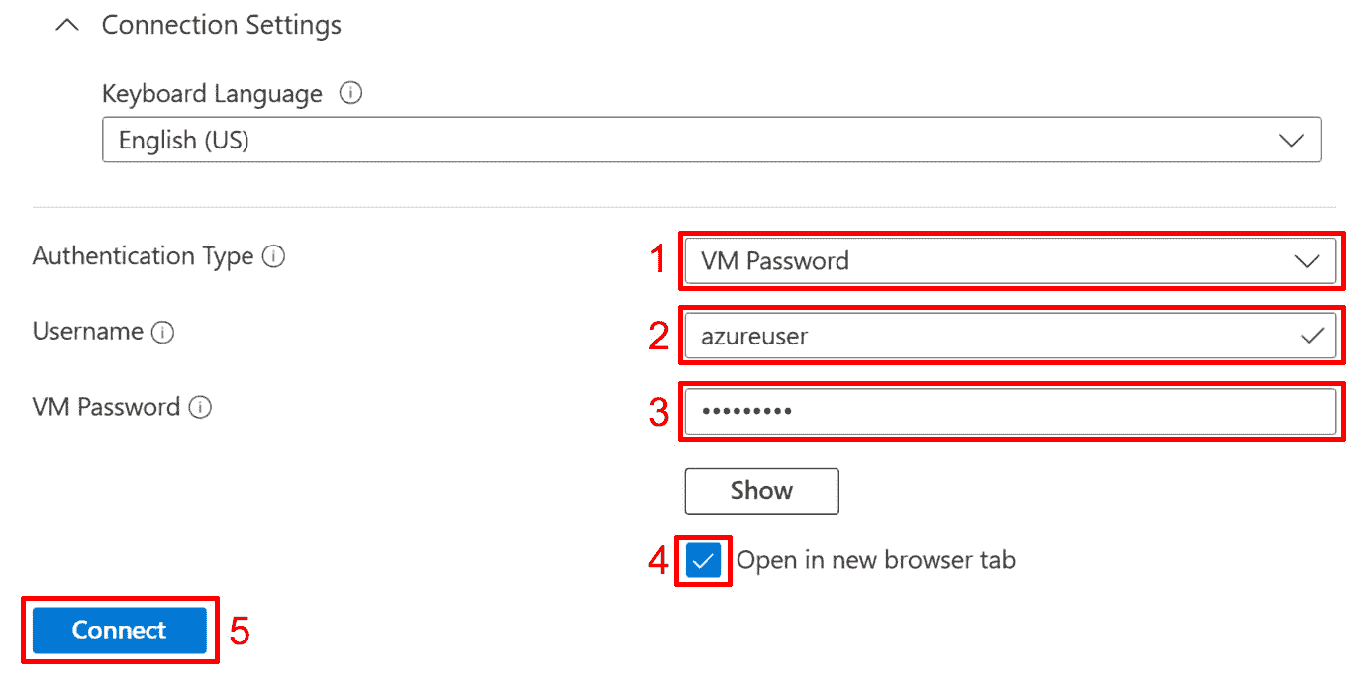 Connection Settings
Keyboard Language
English (US)
Authentication Type
1
VM Password
Username
2
azureuser
VM Password
3
•••••••••
Show
4
Open in new browser tab
Connect
5